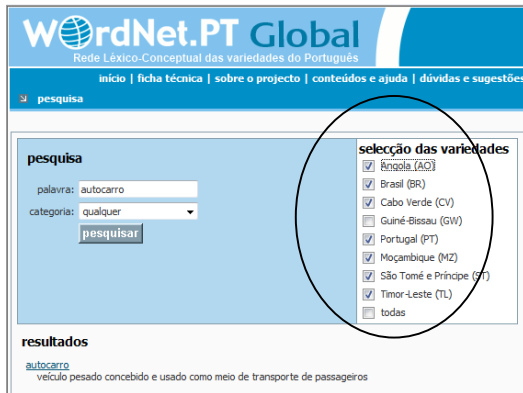 WordNet.PT Global
Rede Léxico-Conceptual das variedades do Português
início | ficha técnica | sobre o projecto | conteúdos e ajuda | dúvidas e sugestões
pesquisa
pesquisa
palavra: autocarro
categoria: qualquer
pesquisar
selecção das variedades
Angola (AO)
Brasil (BR)
Cabo Verde (CV)
Guiné-Bissau (GW)
Portugal (PT)
Moçambique (MZ)
São Tomé e Príncipe (ST)
Timor-Leste (TL)
todas
resultados
autocarro
veículo pesado concebido e usado como meio de transporte de passageiros